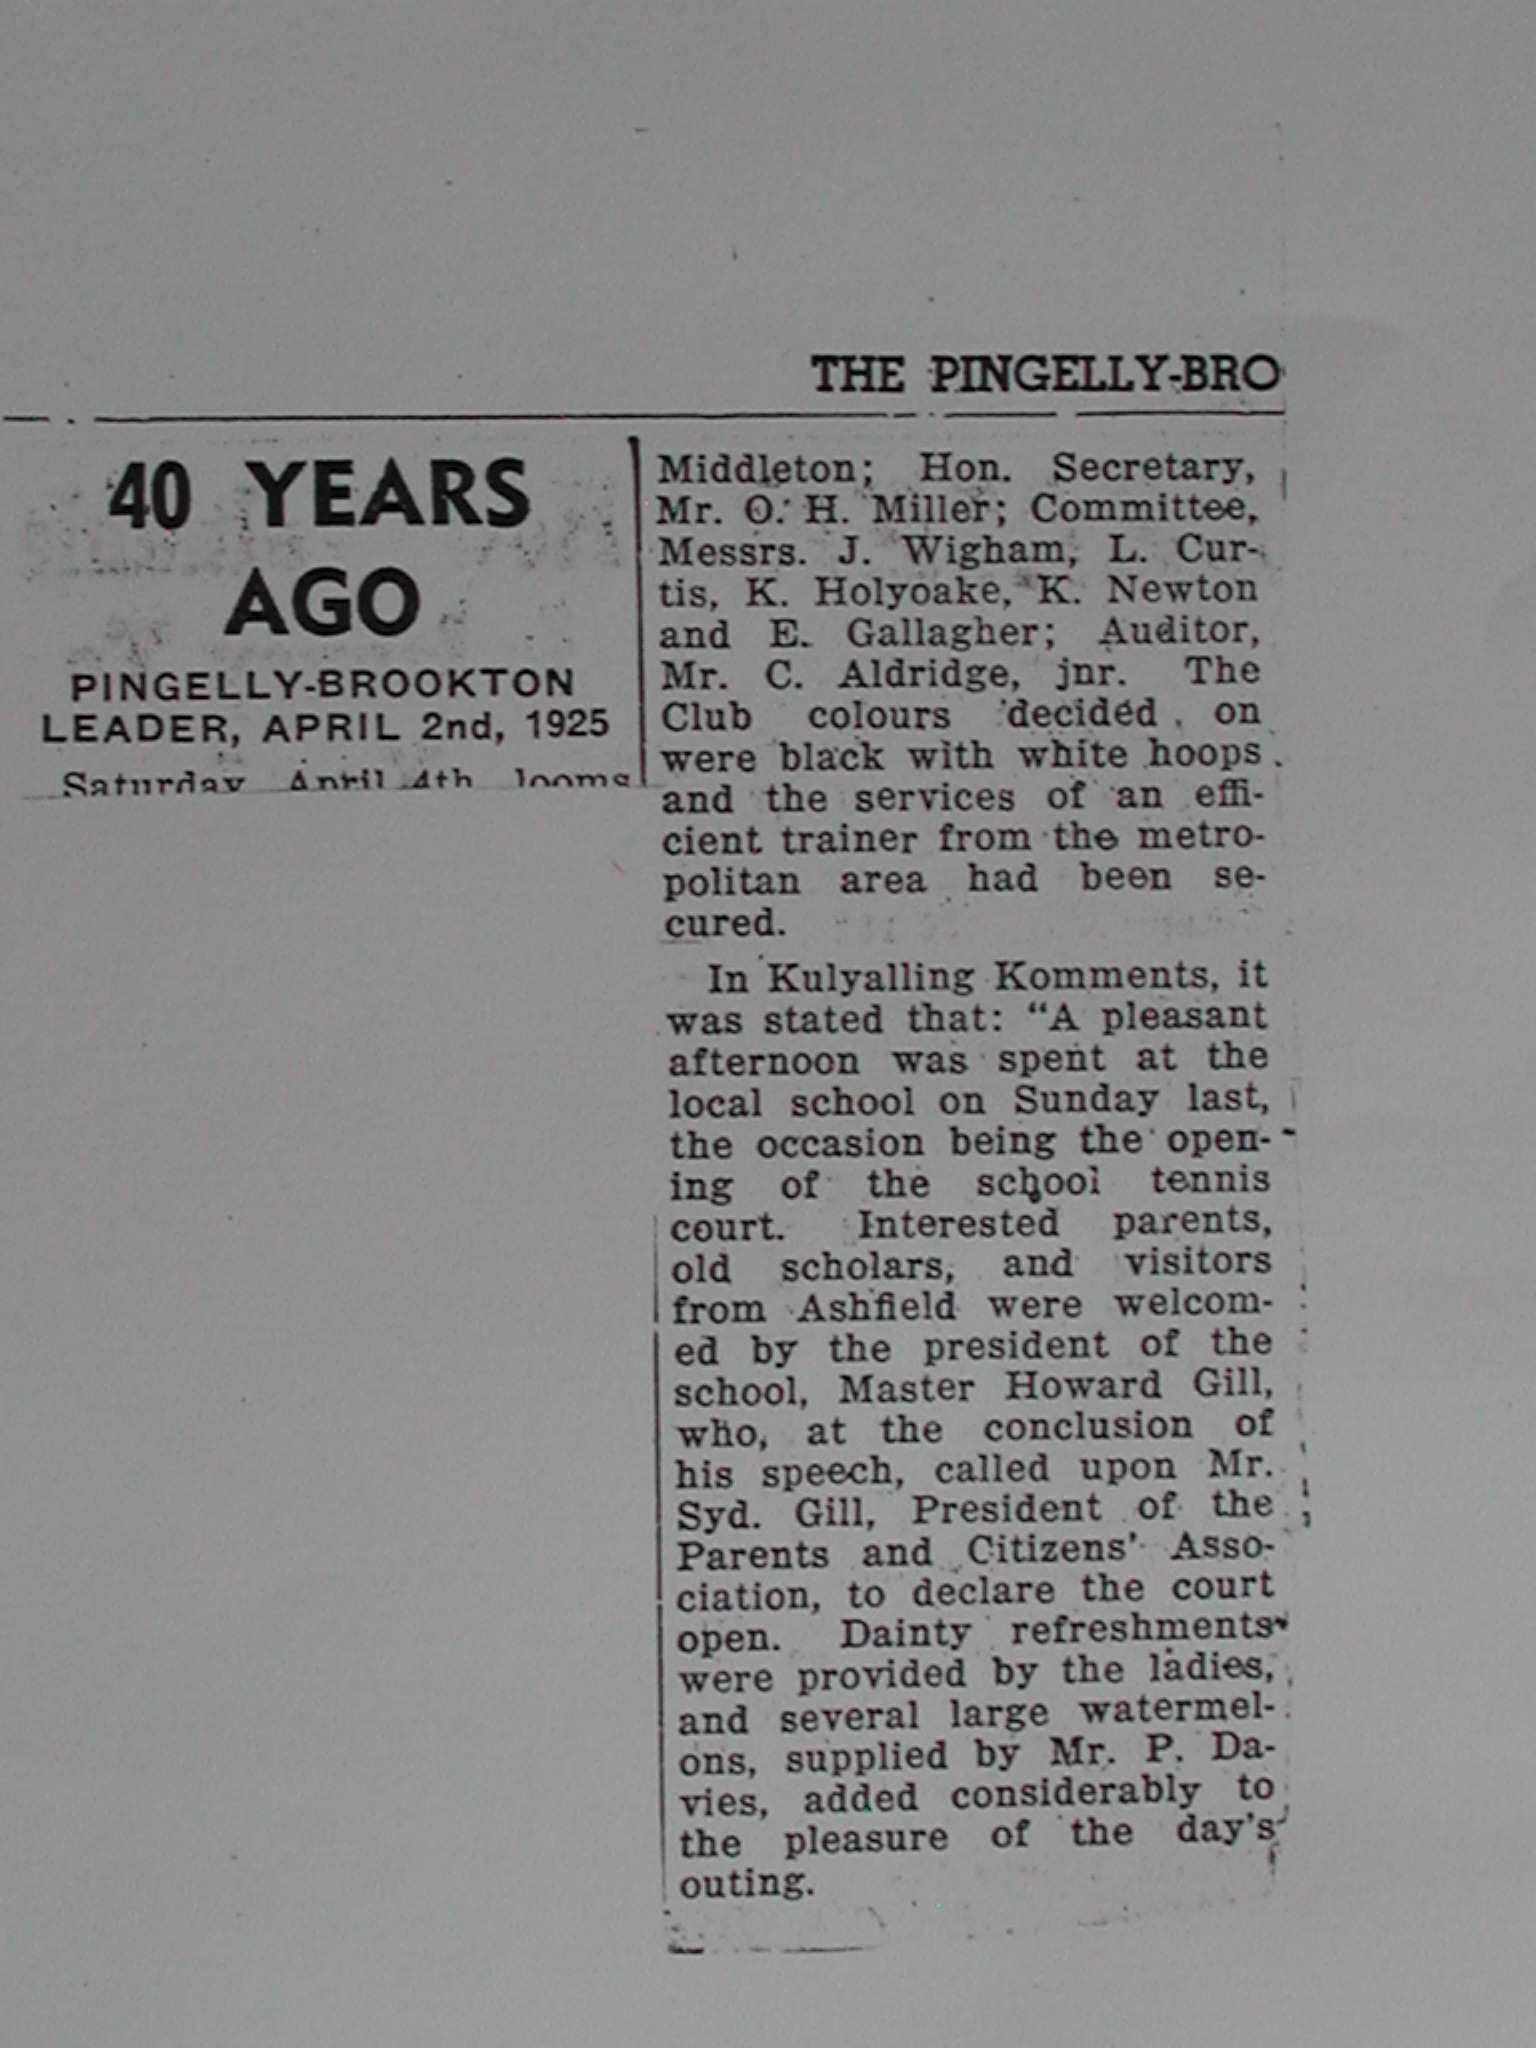 THE PINGELLY-BRO
40 YEARS
AGO
PINGELLY-BROOKTON
LEADER, APRIL 2nd, 1925
Saturday April 4th looms
Middleton; Hon. Secretary,
Mr. O. H. Miller; Committee,
Messrs. J. Wigham, L. Cur-
tis, K. Holyoake, K. Newton
and E. Gallagher; Auditor,
Mr. C. Aldridge, jnr. The
Club colours decided on
were black with white hoops
and the services of an effi-
cient trainer from the metro-
politan area had been se-
cured.
In Kulyalling Komments, it
was stated that: "A pleasant
afternoon was spent at the
local school on Sunday last,
the occasion being the open-
ing of the school tennis
court. Interested parents,
old scholars, and visitors
from Ashfield were welcom-
ed by the president of the
school, Master Howard Gill,
who, at the conclusion of
his speech, called upon Mr.
Syd. Gill, President of the
Parents and Citizens' Asso-
ciation, to declare the court
open. Dainty refreshments
were provided by the ladies,
and several large watermel-
ons, supplied by Mr. P. Da-
vies, added considerably to
the pleasure of the day's
outing.